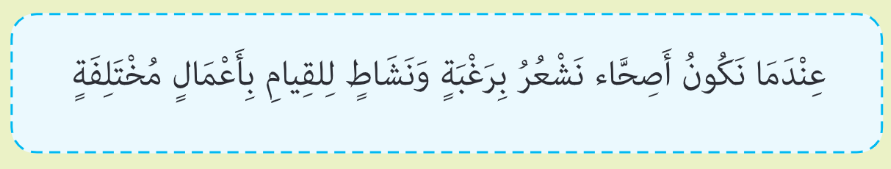 عِنْدَمَا نَكُونُ أَصِحَّاء نَشْعُرُ بِرَغْبَةٍ وَنَشَاطٍ لِلقِيامِ بِأَعْمَالٍ مُخْتَلِفَةٍ